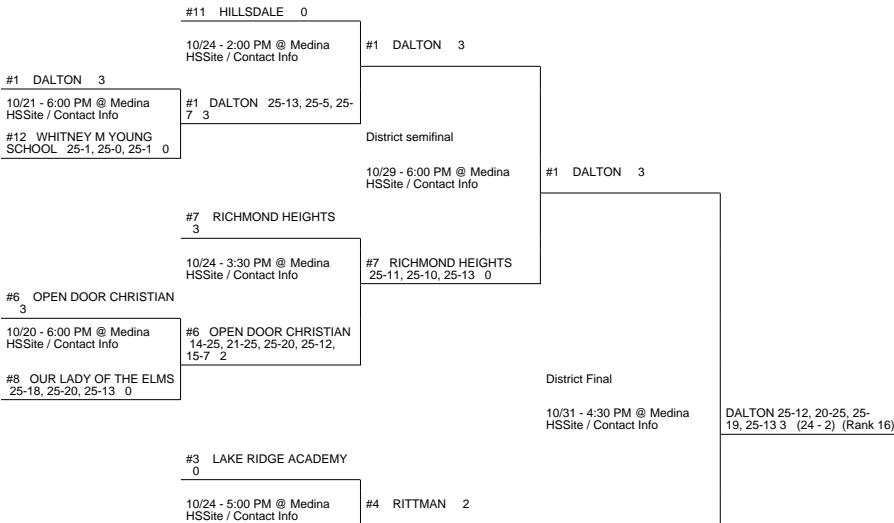 #11 HILLSDALE 0
10/24 - 2:00 PM @ Medina
HSSite / Contact Info
#1 DALTON 3
#1 DALTON 3
10/21 - 6:00 PM @ Medina
HSSite / Contact Info
#1 DALTON 25-13, 25-5, 25-
7 3
#12 WHITNEY M YOUNG
SCHOOL 25-1, 25-0, 25-1 0
District semifinal
10/29 - 6:00 PM @ Medina
HSSite / Contact Info
#1 DALTON 3
#7 RICHMOND HEIGHTS
3
10/24 - 3:30 PM @ Medina
HSSite / Contact Info
#7 RICHMOND HEIGHTS
25-11, 25-10, 25-13 0
#6 OPEN DOOR CHRISTIAN
3
10/20 - 6:00 PM @ Medina
HSSite / Contact Info
#6 OPEN DOOR CHRISTIAN
14-25, 21-25, 25-20, 25-12,
15-7 2
#8 OUR LADY OF THE ELMS
25-18, 25-20, 25-13 0
District Final
10/31 - 4:30 PM @ Medina
HSSite / Contact Info
DALTON 25-12, 20-25, 25-
19, 25-13 3 (24 - 2) (Rank 16)
#3 LAKE RIDGE ACADEMY
0
10/24 - 5:00 PM @ Medina
HSSite / Contact Info
#4 RITTMAN 2